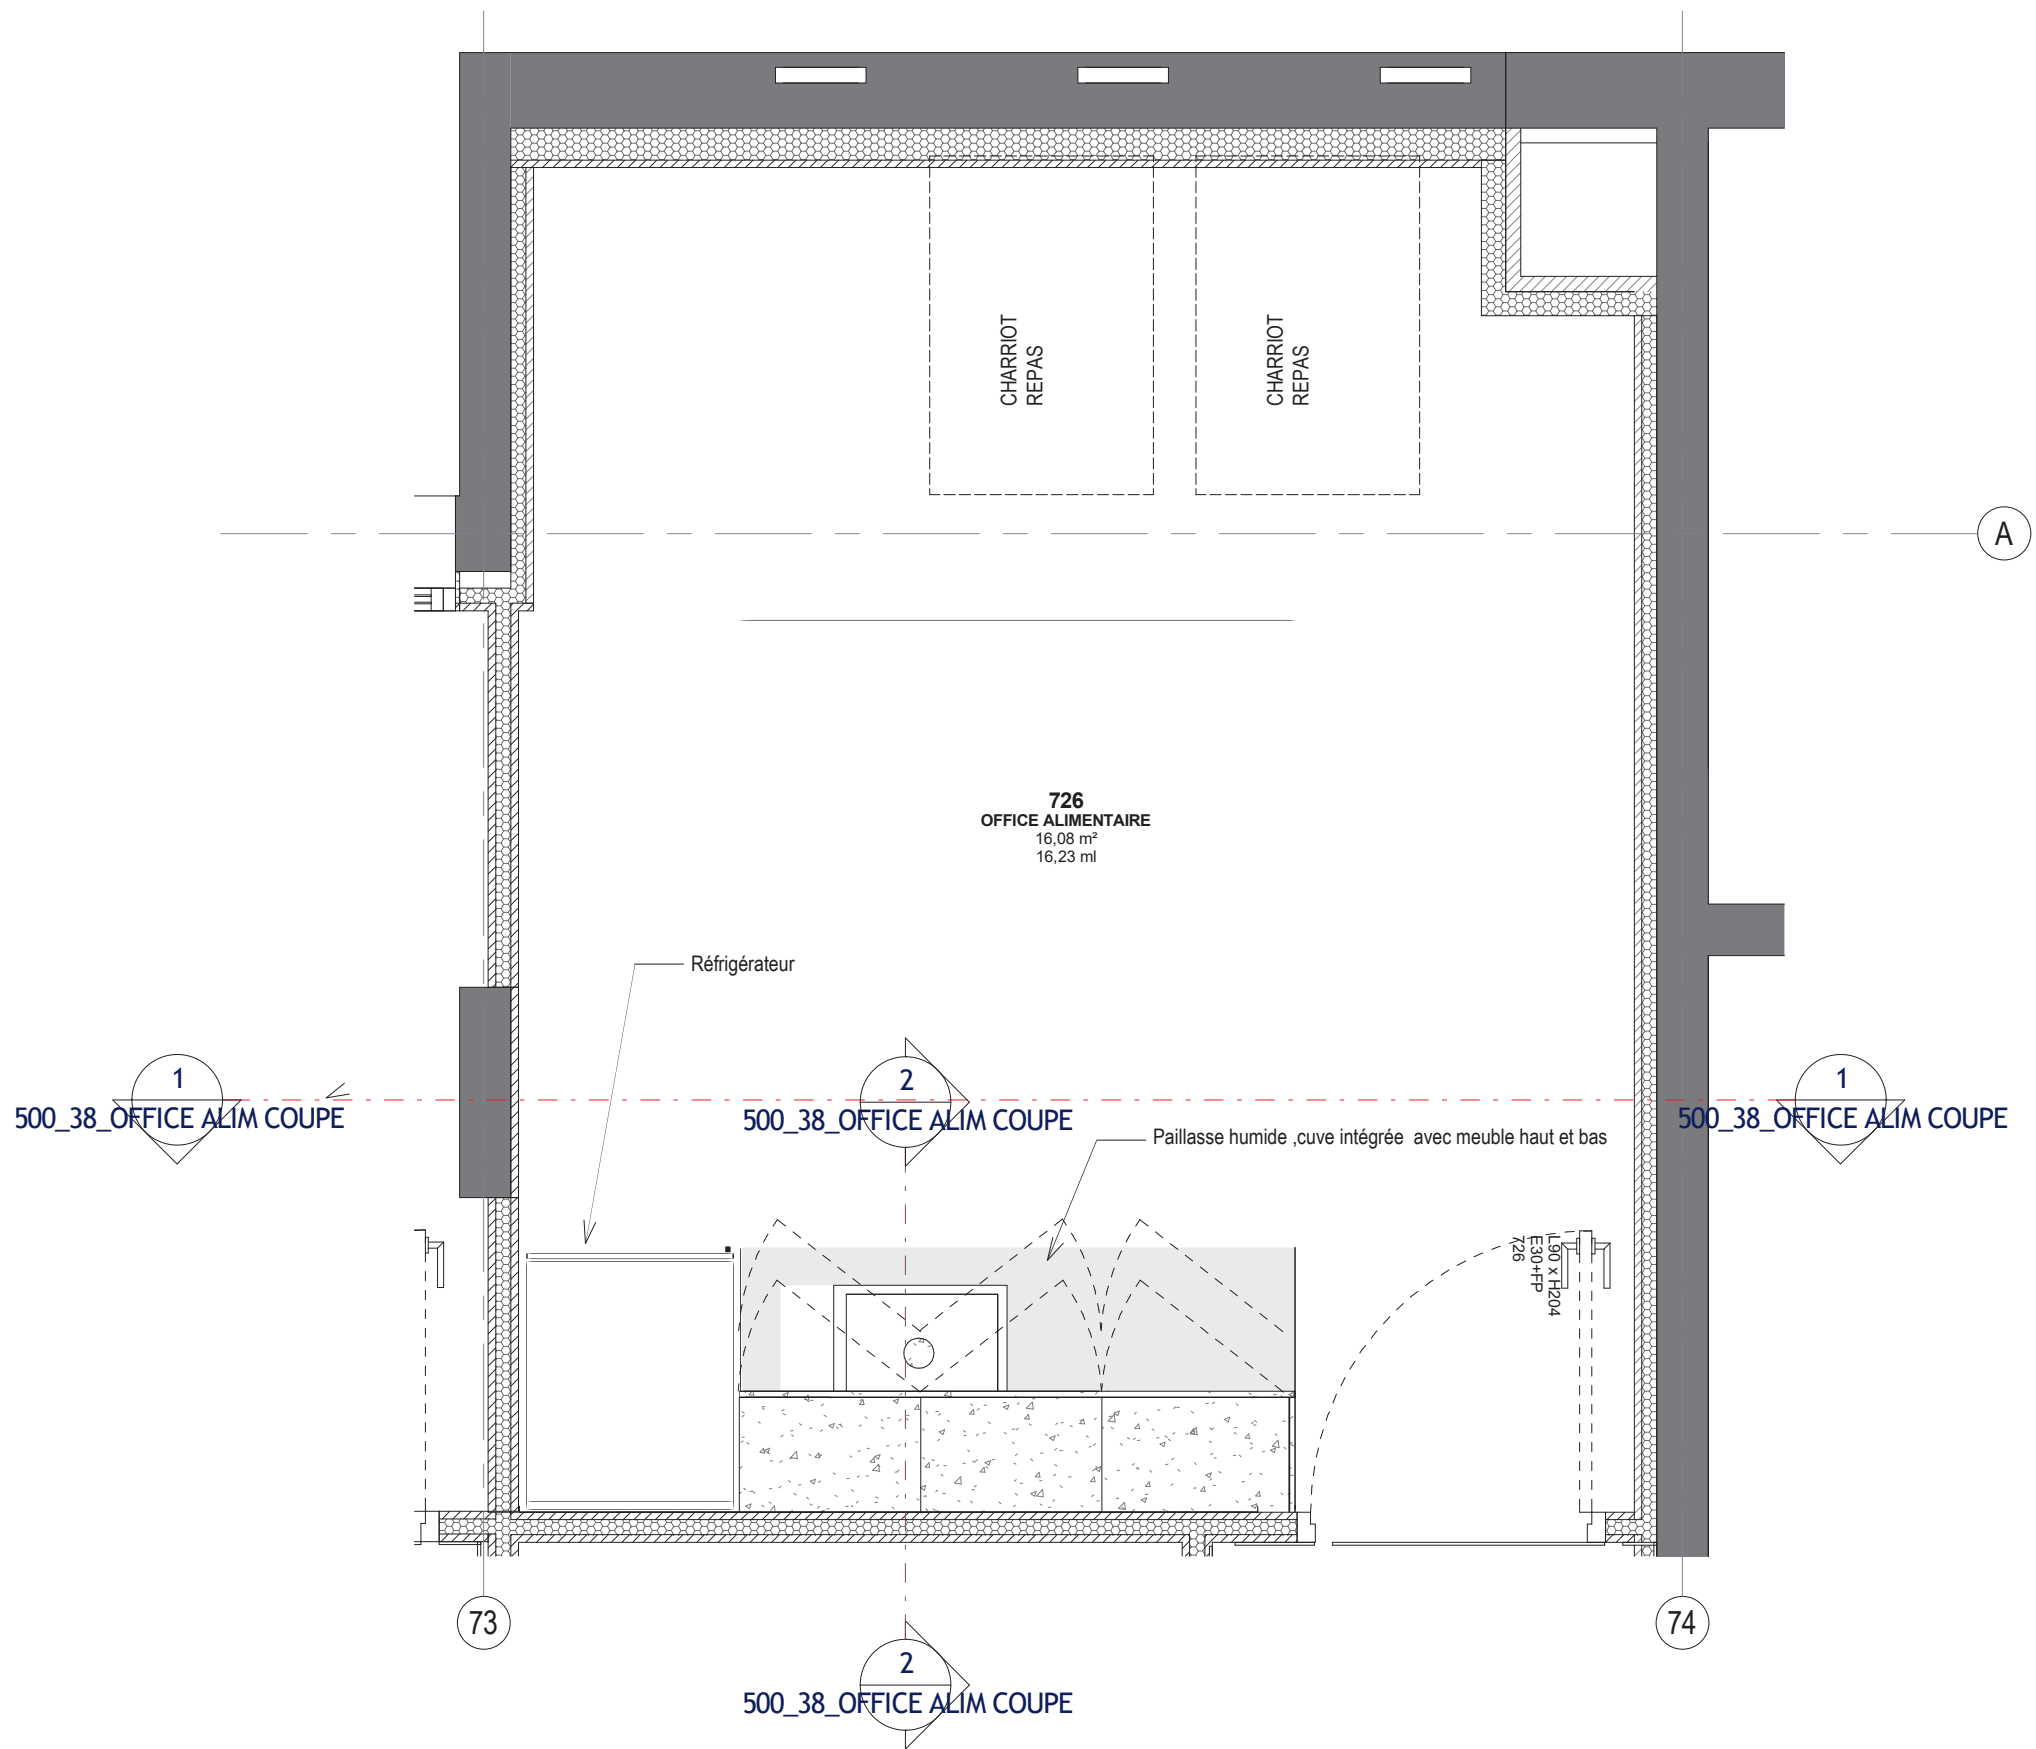 CHARRIOT
REPAS
CHARRIOT
REPAS
A
726
OFFICE ALIMENTAIRE
16,08 m²
16,23 ml
Réfrigérateur
1
500_38_OFFICE ALIM COUPE
2
500_38_OFFICE ALIM COUPE
1
500_38_OFFICE ALIM COUPE
Paillasse humide ,cuve intégrée avec meuble haut et bas
L90 x H204
E30+FP
726
73
74
2
500_38_OFFICE ALIM COUPE